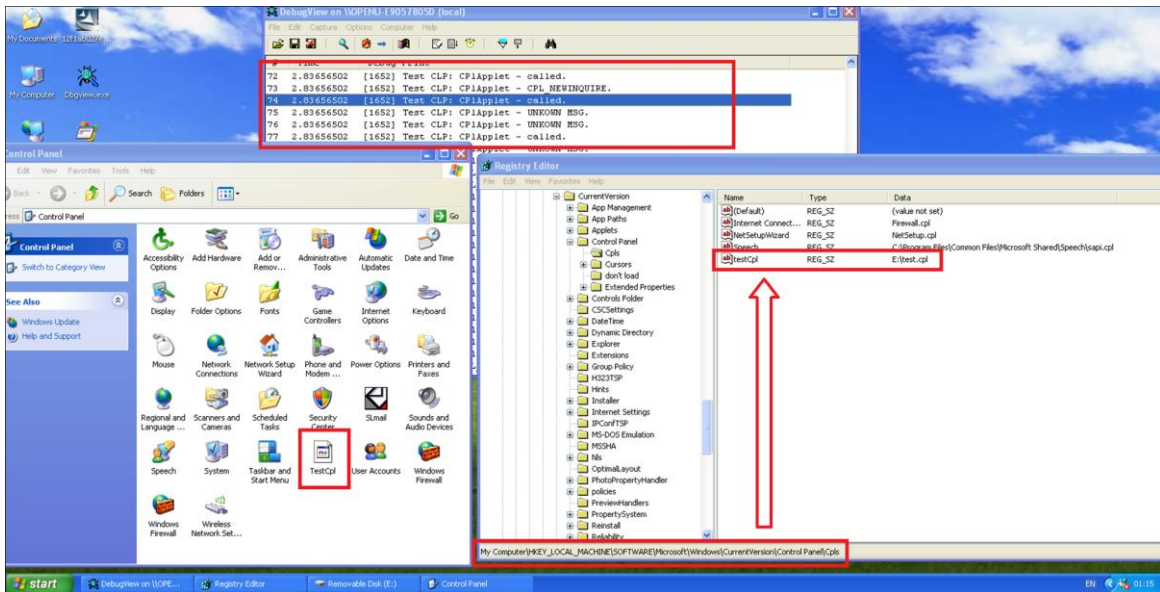 DebugView on \\OPENU-E9057805D (local)
File Edit Capture Options Computer Help
# Time Debug Print
72 2.83656502 [1652] Test CLP: CPlApplet - called.
73 2.83656502 [1652] Test CLP: CPlApplet - CPL_NEWINQUIRE.
74 2.83656502 [1652] Test CLP: CPlApplet - called.
75 2.83656502 [1652] Test CLP: CPlApplet - UNKOWN MSG.
76 2.83656502 [1652] Test CLP: CPlApplet - UNKOWN MSG.
77 2.83656502 [1652] Test CLP: CPlApplet - called.
My Documents
My Computer Dbgview.exe
Control Panel
Edit View Favorites Tools Help
Back Search Folders
Control Panel Go
Control Panel
Switch to Category View
See Also
Windows Update
Help and Support
Accessibility Options
Add Hardware
Add or Remov...
Administrative Tools
Automatic Updates
Date and Time
Display
Folder Options
Fonts
Game Controllers
Internet Options
Keyboard
Mouse
Network Connections
Network Setup Wizard
Phone and Modem ...
Power Options
Printers and Faxes
Regional and Language ...
Scanners and Cameras
Scheduled Tasks
Security Center
SLmail
Sounds and Audio Devices
Speech
System
Taskbar and Start Menu
TestCpl
User Accounts
Windows Firewall
Windows Firewall
Wireless Network Set...
Registry Editor
File Edit View Favorites Help
CurrentVersion
App Management
App Paths
Applets
Control Panel
Cpls
Cursors
don't load
Extended Properties
Controls Folder
CSCSettings
DateTime
Dynamic Directory
Explorer
Extensions
Group Policy
H323TSP
Hints
Installer
Internet Settings
IPConfTSP
MS-DOS Emulation
MSSHA
Nls
OptimalLayout
PhotoPropertyHandler
policies
PreviewHandlers
PropertySystem
Reinstall
Reliability
Name Type Data
(Default) REG_SZ (value not set)
Internet Connect... REG_SZ Firewall.cpl
NetSetupWizard REG_SZ NetSetup.cpl
Speech REG_SZ C:\Program Files\Common Files\Microsoft Shared\Speech\sapi.cpl
testCpl REG_SZ E:\test.cpl
My Computer\HKEY_LOCAL_MACHINE\SOFTWARE\Microsoft\Windows\CurrentVersion\Control Panel\Cpls
start DebugView on \\OPE... Registry Editor Removable Disk (E:) Control Panel EN 01:15